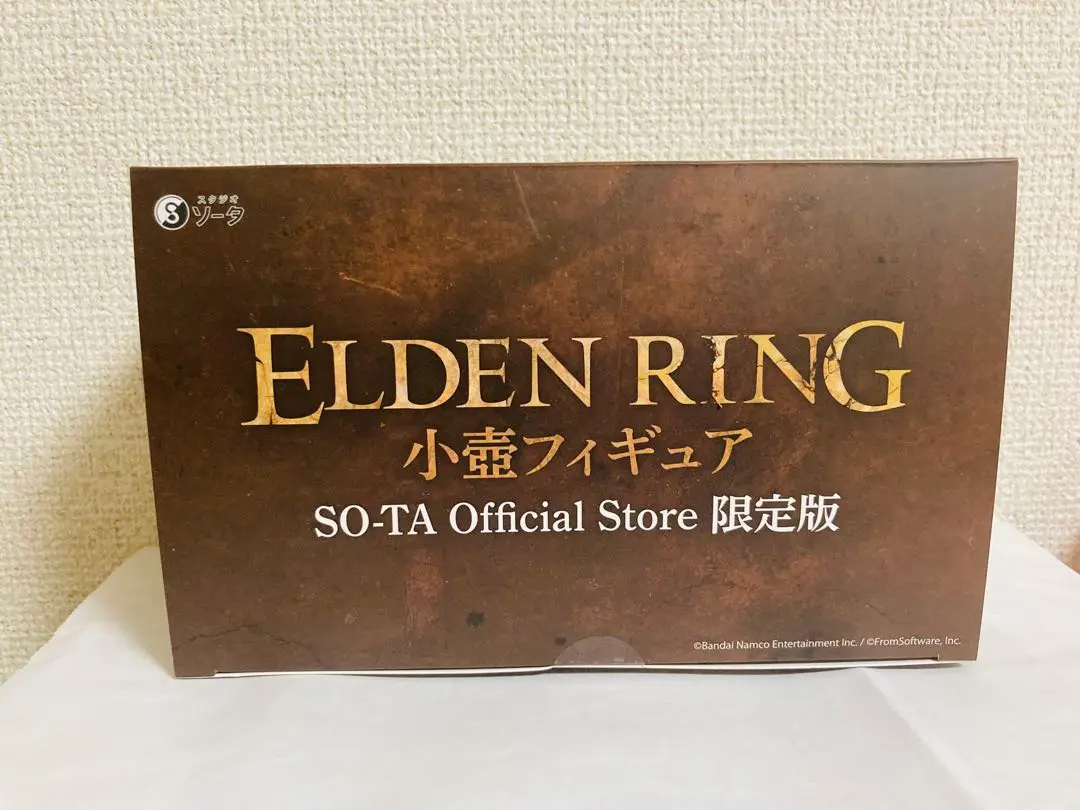 スタジオ
ソータ
ELDEN RING
小壺フィギュア
SO-TA Official Store 限定版
©Bandai Namco Entertainment Inc. / ©FromSoftware, Inc.